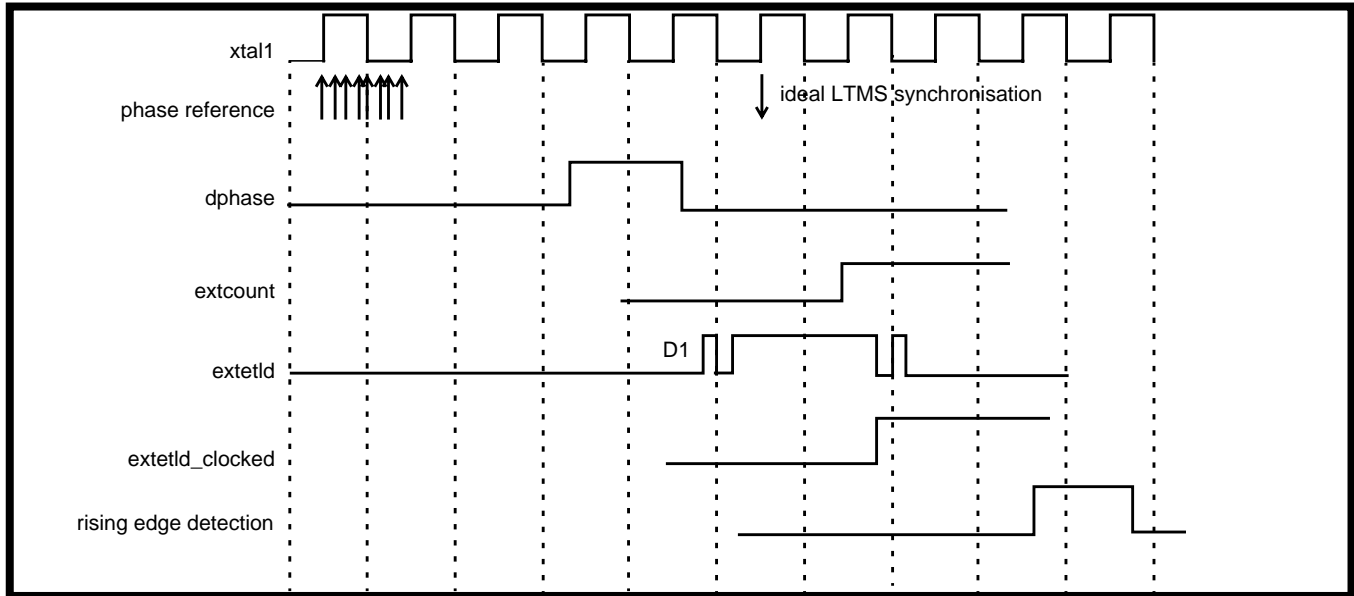 xtal1
ideal LTMS synchronisation
phase reference
dphase
extcount
D1
extetld
extetld_clocked
rising edge detection